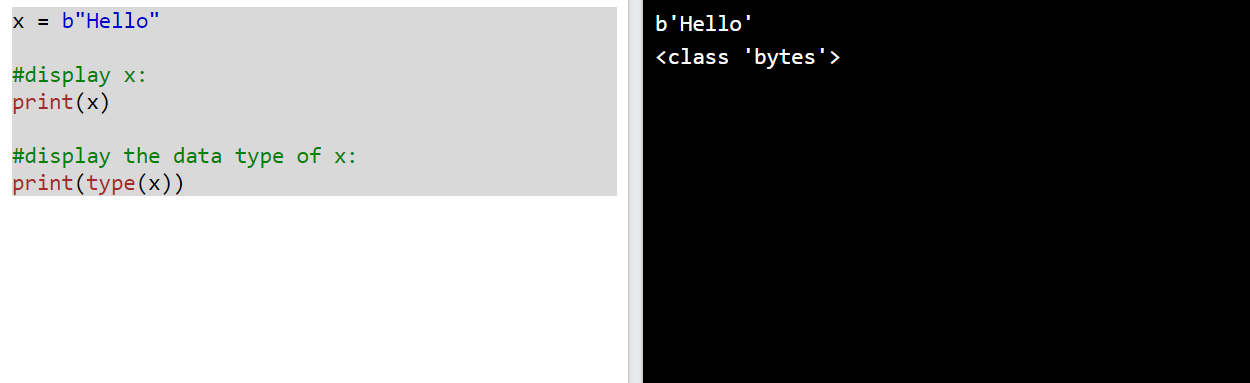 x = b"Hello"
#display x:
print(x)
#display the data type of x:
print(type(x))
b'Hello'
<class 'bytes'>